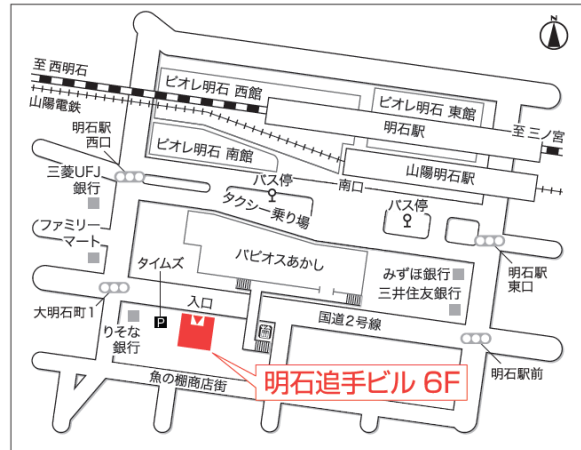 N
ピオレ明石 西館
ピオレ明石 東館
至 西明石
山陽電鉄
明石駅
至 三ノ宮
明石駅
西口
ピオレ明石 南館
山陽明石駅
三菱UFJ
銀行
バス停
南口
タクシー乗り場
バス停
ファミリー
マート
タイムズ
パピオスあかし
みずほ銀行
三井住友銀行
明石駅
東口
入口
大明石町1
P
国道2号線
りそな
銀行
明石駅前
魚の棚商店街
明石追手ビル 6F